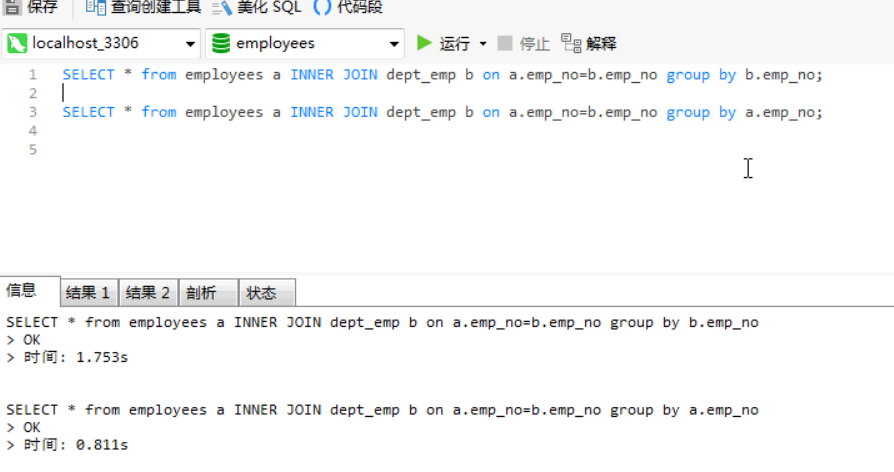 保存 查询创建工具 美化 SQL () 代码段
localhost_3306 employees 运行 停止 解释
1 SELECT * from employees a INNER JOIN dept_emp b on a.emp_no=b.emp_no group by b.emp_no;
2
3 SELECT * from employees a INNER JOIN dept_emp b on a.emp_no=b.emp_no group by a.emp_no;
4
5
信息 结果 1 结果 2 剖析 状态
SELECT * from employees a INNER JOIN dept_emp b on a.emp_no=b.emp_no group by b.emp_no
> OK
> 时间: 1.753s
SELECT * from employees a INNER JOIN dept_emp b on a.emp_no=b.emp_no group by a.emp_no
> OK
> 时间: 0.811s